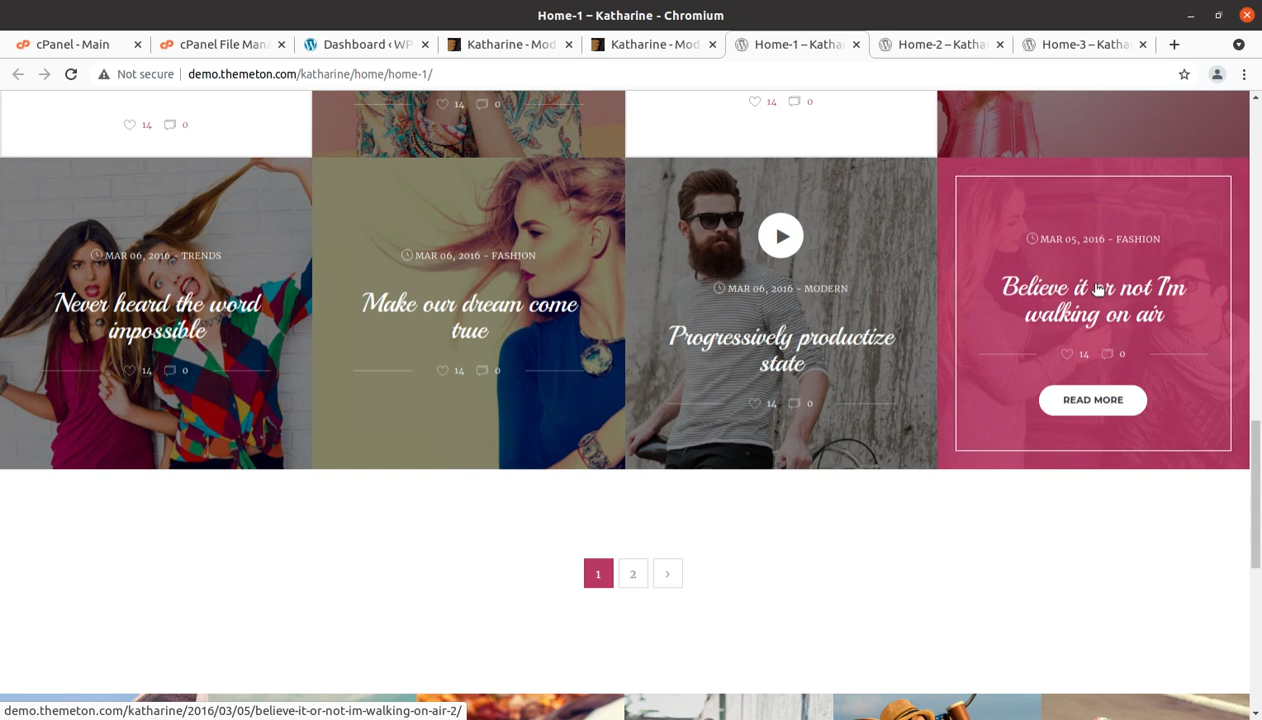 Home-1 – Katharine - Chromium
cPanel - Main
cPanel File Man
Dashboard ‹ WP
Katharine - Mod
Katharine - Mod
Home-1 – Katha
Home-2 – Katha
Home-3 – Katha
Not secure
demo.themeton.com/katharine/home/home-1/
14 0
14 0
14 0
MAR 06, 2016 - TRENDS
Never heard the word
impossible
14 0
MAR 06, 2016 - FASHION
Make our dream come
true
14 0
MAR 06, 2016 - MODERN
Progressively productize
state
14 0
MAR 05, 2016 - FASHION
Believe it or not I'm
walking on air
14 0
READ MORE
1 2 ›
demo.themeton.com/katharine/2016/03/05/believe-it-or-not-im-walking-on-air-2/